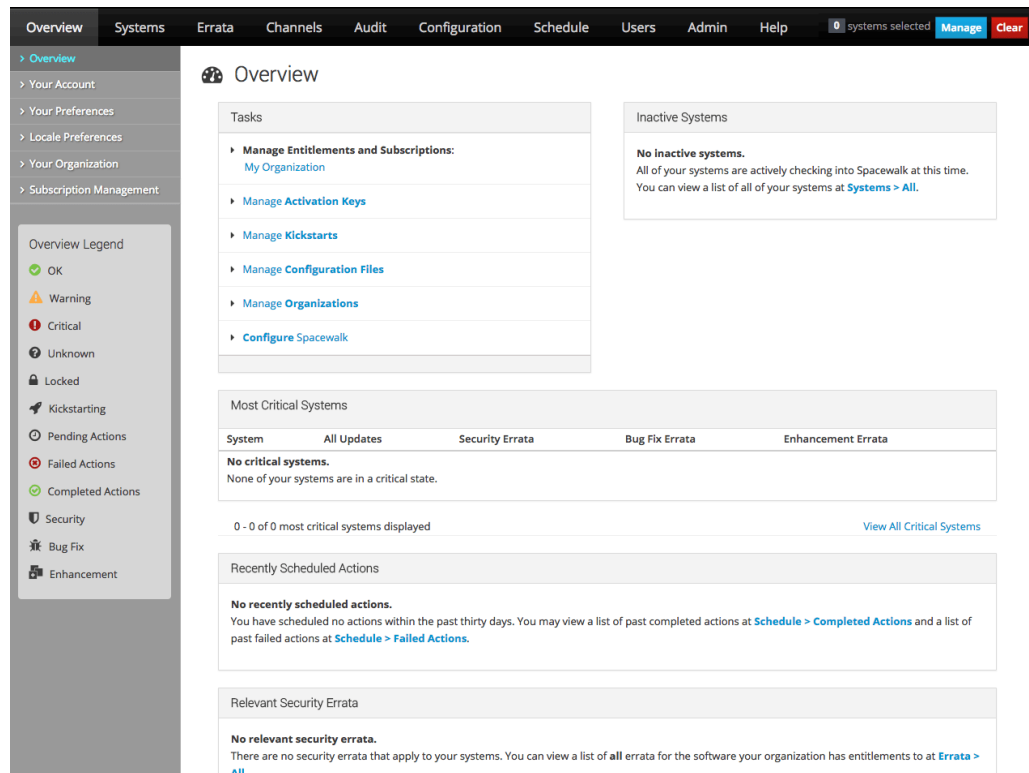 Overview Systems Errata Channels Audit Configuration Schedule Users Admin Help 0 systems selected Manage Clear
Overview
Your Account
Your Preferences
Locale Preferences
Your Organization
Subscription Management
Overview Legend
OK
Warning
Critical
Unknown
Locked
Kickstarting
Pending Actions
Failed Actions
Completed Actions
Security
Bug Fix
Enhancement
Overview
Tasks
Manage Entitlements and Subscriptions:
My Organization
Manage Activation Keys
Manage Kickstarts
Manage Configuration Files
Manage Organizations
Configure Spacewalk
Inactive Systems
No inactive systems.
All of your systems are actively checking into Spacewalk at this time.
You can view a list of all of your systems at Systems > All.
Most Critical Systems
System All Updates Security Errata Bug Fix Errata Enhancement Errata
No critical systems.
None of your systems are in a critical state.
0 - 0 of 0 most critical systems displayed View All Critical Systems
Recently Scheduled Actions
No recently scheduled actions.
You have scheduled no actions within the past thirty days. You may view a list of past completed actions at Schedule > Completed Actions and a list of
past failed actions at Schedule > Failed Actions.
Relevant Security Errata
No relevant security errata.
There are no security errata that apply to your systems. You can view a list of all errata for the software your organization has entitlements to at Errata >
All